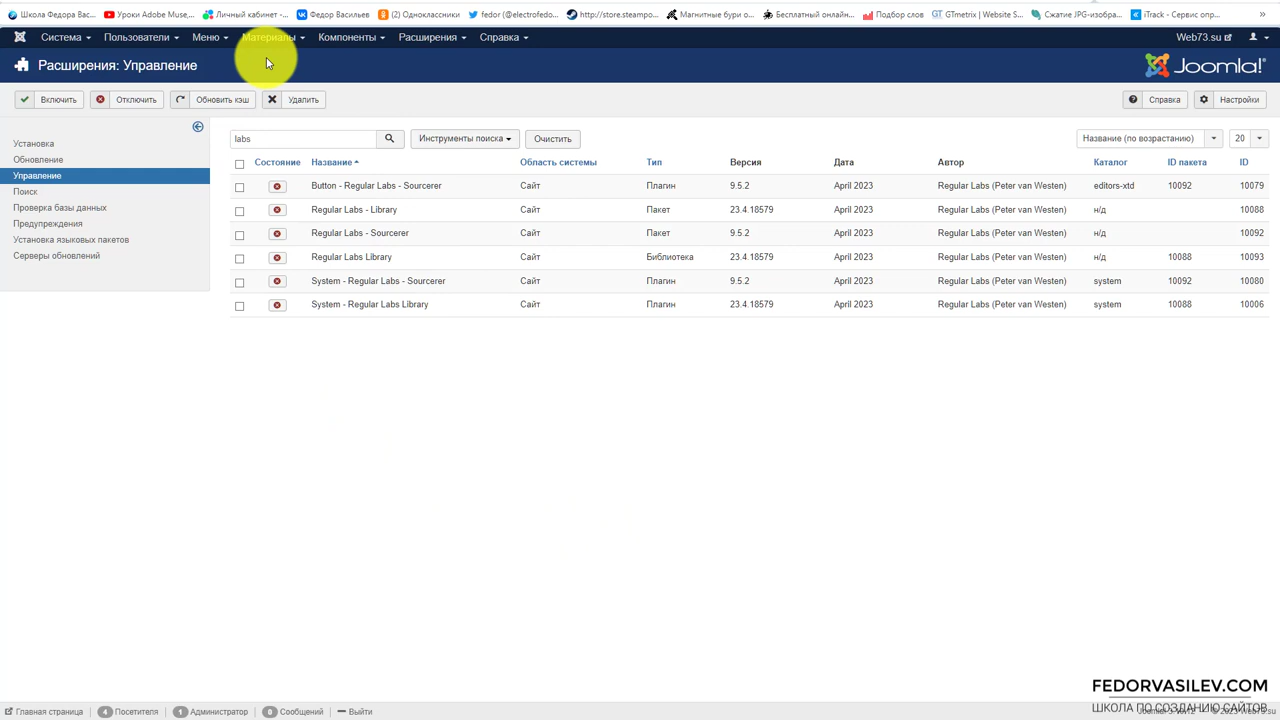 Школа Федора Вас... Уроки Adobe Muse,... Личный кабинет -... Федор Васильев (2) Одноклассники fedor (@electrofedo... http://store.steampo... Магнитные бури о... Бесплатный онлайн... Подбор слов GTmetrix | Website S... Сжатие JPG-изобра... iTrack - Сервис опр... »
Система Пользователи Меню Материалы Компоненты Расширения Справка Web73.su
Расширения: Управление Joomla!
Включить Отключить Обновить кэш Удалить Справка Настройки
Установка
Обновление
Управление
Поиск
Проверка базы данных
Предупреждения
Установка языковых пакетов
Серверы обновлений
labs Инструменты поиска Очистить Название (по возрастанию) 20
Состояние Название Область системы Тип Версия Дата Автор Каталог ID пакета ID
Button - Regular Labs - Sourcerer Сайт Плагин 9.5.2 April 2023 Regular Labs (Peter van Westen) editors-xtd 10092 10079
Regular Labs - Library Сайт Пакет 23.4.18579 April 2023 Regular Labs (Peter van Westen) н/д 10088
Regular Labs - Sourcerer Сайт Пакет 9.5.2 April 2023 Regular Labs (Peter van Westen) н/д 10092
Regular Labs Library Сайт Библиотека 23.4.18579 April 2023 Regular Labs (Peter van Westen) н/д 10088 10093
System - Regular Labs - Sourcerer Сайт Плагин 9.5.2 April 2023 Regular Labs (Peter van Westen) system 10092 10080
System - Regular Labs Library Сайт Плагин 23.4.18579 April 2023 Regular Labs (Peter van Westen) system 10088 10006
FEDORVASILEV.COM
ШКОЛА ПО СОЗДАНИЮ САЙТОВ
Главная страница 4 Посетителя 1 Администратор 0 Сообщений Выйти